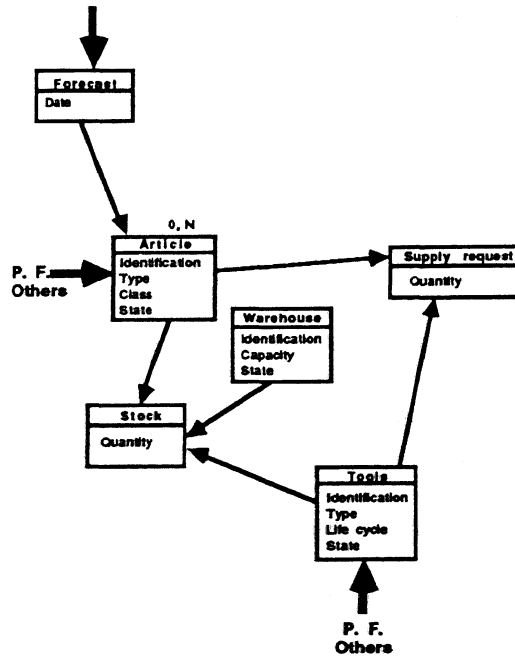 Forecast
Date
0, N
Article
Identification
Type
Class
State
P. F.
Others
Supply request
Quantity
Warehouse
Identification
Capacity
State
Stock
Quantity
Tools
Identification
Type
Life cycle
State
P. F.
Others